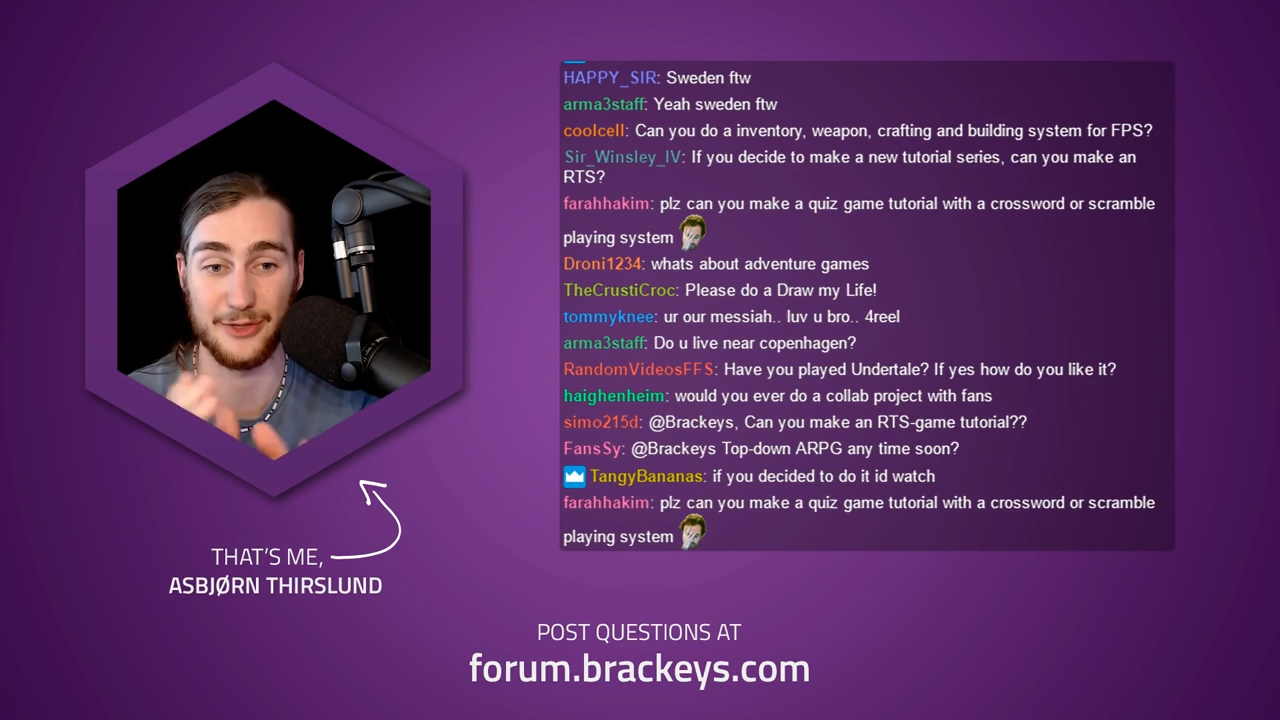 HAPPY_SIR: Sweden ftw
arma3staff: Yeah sweden ftw
coolcell: Can you do a inventory, weapon, crafting and building system for FPS?
Sir_Winsley_IV: If you decide to make a new tutorial series, can you make an
RTS?
farahhakim: plz can you make a quiz game tutorial with a crossword or scramble
playing system
Droni1234: whats about adventure games
TheCrustiCroc: Please do a Draw my Life!
tommyknee: ur our messiah.. luv u bro.. 4reel
arma3staff: Do u live near copenhagen?
RandomVideosFFS: Have you played Undertale? If yes how do you like it?
haighenheim: would you ever do a collab project with fans
simo215d: @Brackeys, Can you make an RTS-game tutorial??
FansSy: @Brackeys Top-down ARPG any time soon?
TangyBananas: if you decided to do it id watch
farahhakim: plz can you make a quiz game tutorial with a crossword or scramble
playing system
THAT'S ME,
ASBJØRN THIRSLUND
POST QUESTIONS AT
forum.brackeys.com